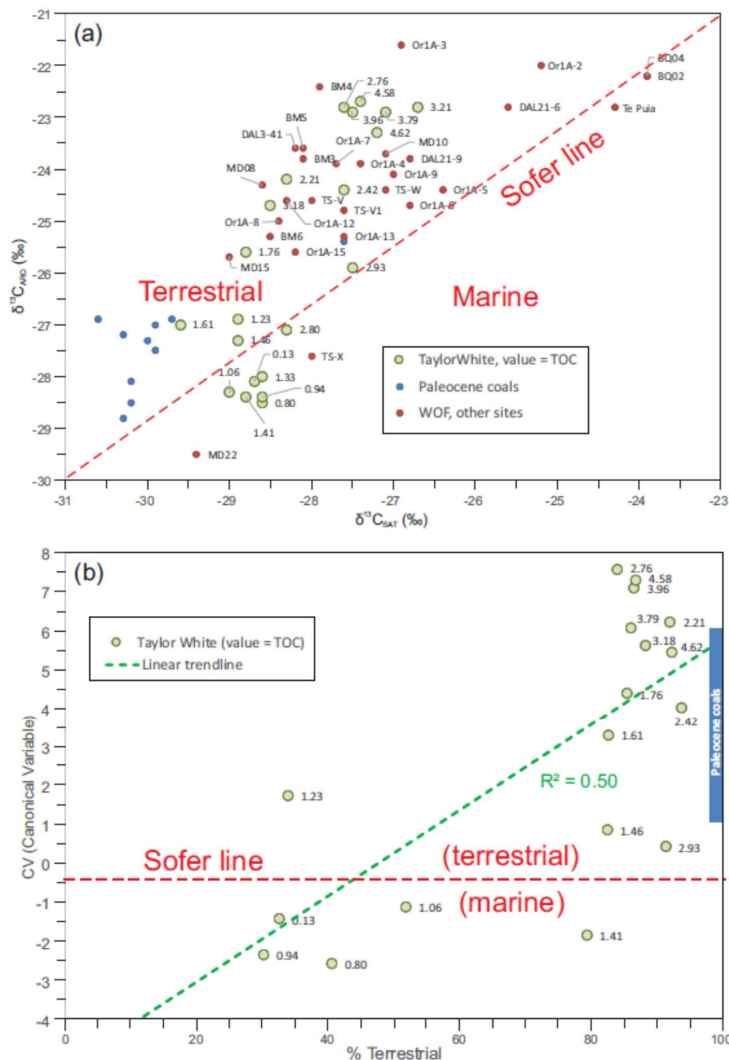 (a)
-21
-22
-23
-24
-25
-26
-27
-28
-29
-30
δ¹³C_ARO (‰)
-31
-30
-29
-28
-27
-26
-25
-24
-23
δ¹³C_SAT (‰)
Or1A-3
BQ04
BQ02
Or1A-2
BM4
2.76
4.58
3.21
DAL21-6
Te Puia
3.96
3.79
BM5
4.62
DAL3-41
Or1A-7
MD10
BM3
Or1A-4
DAL21-9
MD08
2.21
Or1A-9
2.42
TS-W
Or1A-5
3.18
TS-V
TS-V1
Or1A-6
Or1A-8
Or1A-12
BM6
Or1A-13
1.76
Or1A-15
MD15
2.93
Sofer line
Terrestrial
Marine
1.61
1.23
2.80
1.46
0.13
TS-X
1.06
1.33
0.94
0.80
1.41
MD22
TaylorWhite, value = TOC
Paleocene coals
WOF, other sites
(b)
8
7
6
5
4
3
2
1
0
-1
-2
-3
-4
CV (Canonical Variable)
Taylor White (value = TOC)
Linear trendline
2.76
4.58
3.96
3.79
2.21
3.18
4.62
1.76
2.42
1.61
R² = 0.50
Paleocene coals
1.23
1.46
2.93
Sofer line
(terrestrial)
(marine)
1.06
0.13
1.41
0.94
0.80
0
20
40
60
80
100
% Terrestrial